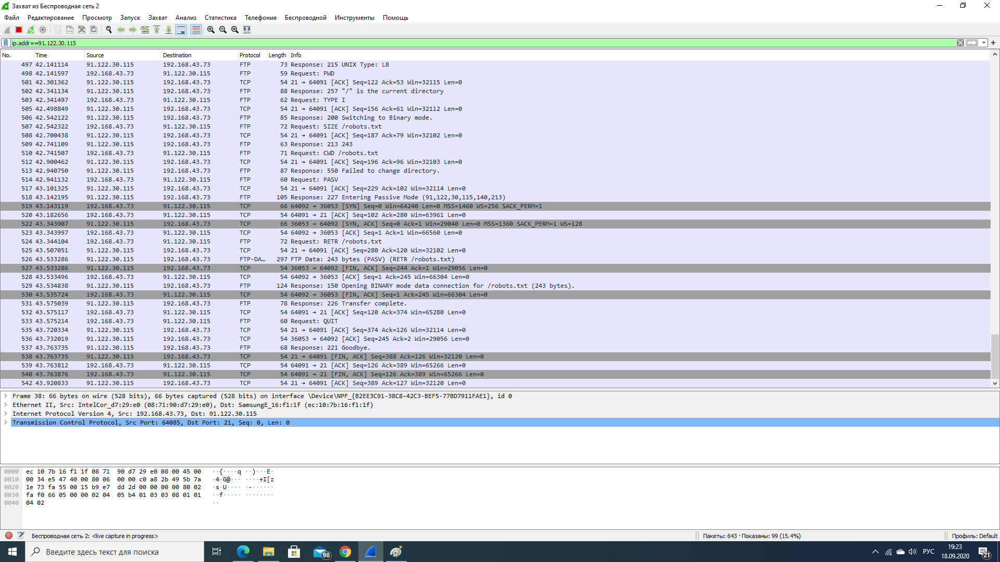 Захват из Беспроводная сеть 2
Файл Редактирование Просмотр Запуск Захват Анализ Статистика Телефония Беспроводной Инструменты Помощь
ip.addr==91.122.30.115
No. Time Source Destination Protocol Length Info
497 42.141114 91.122.30.115 192.168.43.73 FTP 73 Response: 215 UNIX Type: L8
498 42.141597 192.168.43.73 91.122.30.115 FTP 59 Request: PWD
501 42.301362 91.122.30.115 192.168.43.73 TCP 54 21 → 64091 [ACK] Seq=122 Ack=53 Win=32115 Len=0
502 42.341134 91.122.30.115 192.168.43.73 FTP 88 Response: 257 "/" is the current directory
503 42.341497 192.168.43.73 91.122.30.115 FTP 62 Request: TYPE I
505 42.498849 91.122.30.115 192.168.43.73 TCP 54 21 → 64091 [ACK] Seq=156 Ack=61 Win=32112 Len=0
506 42.542122 91.122.30.115 192.168.43.73 FTP 85 Response: 200 Switching to Binary mode.
507 42.542322 192.168.43.73 91.122.30.115 FTP 72 Request: SIZE /robots.txt
508 42.700438 91.122.30.115 192.168.43.73 TCP 54 21 → 64091 [ACK] Seq=187 Ack=79 Win=32102 Len=0
509 42.741109 91.122.30.115 192.168.43.73 FTP 63 Response: 213 243
510 42.741507 192.168.43.73 91.122.30.115 FTP 71 Request: CWD /robots.txt
512 42.900462 91.122.30.115 192.168.43.73 TCP 54 21 → 64091 [ACK] Seq=196 Ack=96 Win=32103 Len=0
513 42.940750 91.122.30.115 192.168.43.73 FTP 87 Response: 550 Failed to change directory.
514 42.941132 192.168.43.73 91.122.30.115 FTP 60 Request: PASV
517 43.101325 91.122.30.115 192.168.43.73 TCP 54 21 → 64091 [ACK] Seq=229 Ack=102 Win=32114 Len=0
518 43.142195 91.122.30.115 192.168.43.73 FTP 105 Response: 227 Entering Passive Mode (91,122,30,115,140,213)
519 43.143119 192.168.43.73 91.122.30.115 TCP 66 64092 → 36053 [SYN] Seq=0 Win=64240 Len=0 MSS=1460 WS=256 SACK_PERM=1
520 43.182656 192.168.43.73 91.122.30.115 TCP 54 64091 → 21 [ACK] Seq=102 Ack=280 Win=63961 Len=0
522 43.343907 91.122.30.115 192.168.43.73 TCP 66 36053 → 64092 [SYN, ACK] Seq=0 Ack=1 Win=29040 Len=0 MSS=1360 SACK_PERM=1 WS=128
523 43.343997 192.168.43.73 91.122.30.115 TCP 54 64092 → 36053 [ACK] Seq=1 Ack=1 Win=66560 Len=0
524 43.344104 192.168.43.73 91.122.30.115 FTP 72 Request: RETR /robots.txt
525 43.507051 91.122.30.115 192.168.43.73 TCP 54 21 → 64091 [ACK] Seq=280 Ack=120 Win=32102 Len=0
526 43.533286 91.122.30.115 192.168.43.73 FTP-DA… 297 FTP Data: 243 bytes (PASV) (RETR /robots.txt)
527 43.533286 91.122.30.115 192.168.43.73 TCP 54 36053 → 64092 [FIN, ACK] Seq=244 Ack=1 Win=29056 Len=0
528 43.533496 192.168.43.73 91.122.30.115 TCP 54 64092 → 36053 [ACK] Seq=1 Ack=245 Win=66304 Len=0
529 43.534838 91.122.30.115 192.168.43.73 FTP 124 Response: 150 Opening BINARY mode data connection for /robots.txt (243 bytes).
530 43.535724 192.168.43.73 91.122.30.115 TCP 54 64092 → 36053 [FIN, ACK] Seq=1 Ack=245 Win=66304 Len=0
531 43.575039 91.122.30.115 192.168.43.73 FTP 78 Response: 226 Transfer complete.
532 43.575117 192.168.43.73 91.122.30.115 TCP 54 64091 → 21 [ACK] Seq=120 Ack=374 Win=65280 Len=0
533 43.575214 192.168.43.73 91.122.30.115 FTP 60 Request: QUIT
535 43.720334 91.122.30.115 192.168.43.73 TCP 54 21 → 64091 [ACK] Seq=374 Ack=126 Win=32114 Len=0
536 43.732019 91.122.30.115 192.168.43.73 TCP 54 36053 → 64092 [ACK] Seq=245 Ack=2 Win=29056 Len=0
537 43.763735 91.122.30.115 192.168.43.73 FTP 68 Response: 221 Goodbye.
538 43.763735 91.122.30.115 192.168.43.73 TCP 54 21 → 64091 [FIN, ACK] Seq=388 Ack=126 Win=32120 Len=0
539 43.763812 192.168.43.73 91.122.30.115 TCP 54 64091 → 21 [ACK] Seq=126 Ack=389 Win=65266 Len=0
540 43.763876 192.168.43.73 91.122.30.115 TCP 54 64091 → 21 [FIN, ACK] Seq=126 Ack=389 Win=65266 Len=0
542 43.920833 91.122.30.115 192.168.43.73 TCP 54 21 → 64091 [ACK] Seq=389 Ack=127 Win=32120 Len=0
Frame 38: 66 bytes on wire (528 bits), 66 bytes captured (528 bits) on interface \Device\NPF_{B2EE3C91-38C8-42C3-BEF5-77BD7911FAE1}, id 0
Ethernet II, Src: IntelCor_d7:29:e0 (08:71:90:d7:29:e0), Dst: SamsungE_16:f1:1f (ec:10:7b:16:f1:1f)
Internet Protocol Version 4, Src: 192.168.43.73, Dst: 91.122.30.115
Transmission Control Protocol, Src Port: 64085, Dst Port: 21, Seq: 0, Len: 0
0000 ec 10 7b 16 f1 1f 08 71 90 d7 29 e0 08 00 45 00 ··{····q ··)···E·
0010 00 34 e5 47 40 00 80 06 00 00 c0 a8 2b 49 5b 7a ·4·G@··· ····+I[z
0020 1e 73 fa 55 00 15 b9 e7 dd 2d 00 00 00 00 80 02 ·s·U···· ·-······
0030 fa f0 66 05 00 00 02 04 05 b4 01 03 03 08 01 01 ··f····· ········
0040 04 02 ··
Беспроводная сеть 2: <live capture in progress> Пакеты: 643 · Показаны: 99 (15.4%) Профиль: Default
Введите здесь текст для поиска 98 РУС 19:23
18.09.2020 21